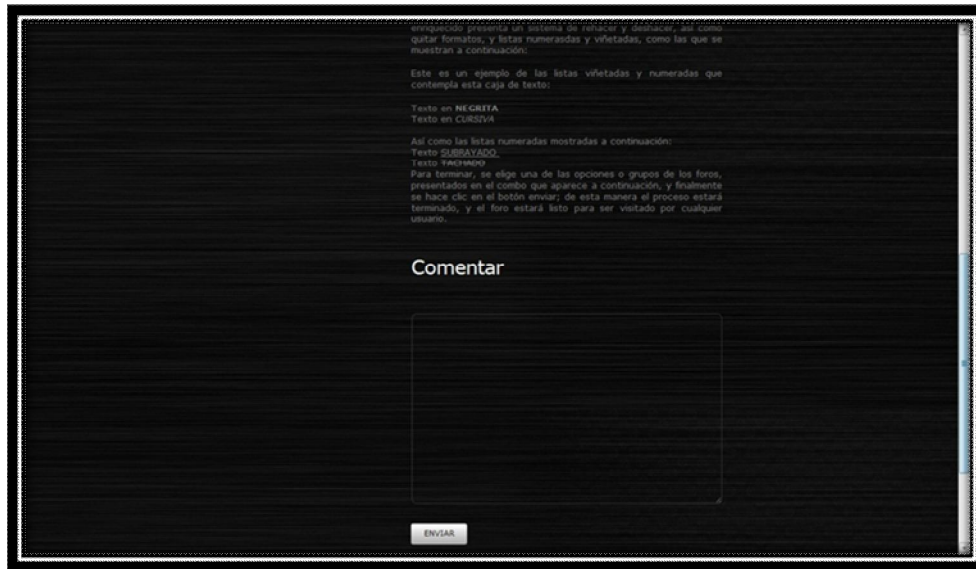 enriquecido presenta un sistema de rehacer y deshacer, así como
quitar formatos, y listas numerasdas y viñetadas, como las que se
muestran a continuación:
Este es un ejemplo de las listas viñetadas y numeradas que
contempla esta caja de texto:
Texto en NEGRITA
Texto en CURSIVA
Así como las listas numeradas mostradas a continuación:
Texto SUBRAYADO
Texto TACHADO
Para terminar, se elige una de las opciones o grupos de los foros,
presentados en el combo que aparece a continuación, y finalmente
se hace clic en el botón enviar; de esta manera el proceso estará
terminado, y el foro estará listo para ser visitado por cualquier
usuario.
Comentar
ENVIAR